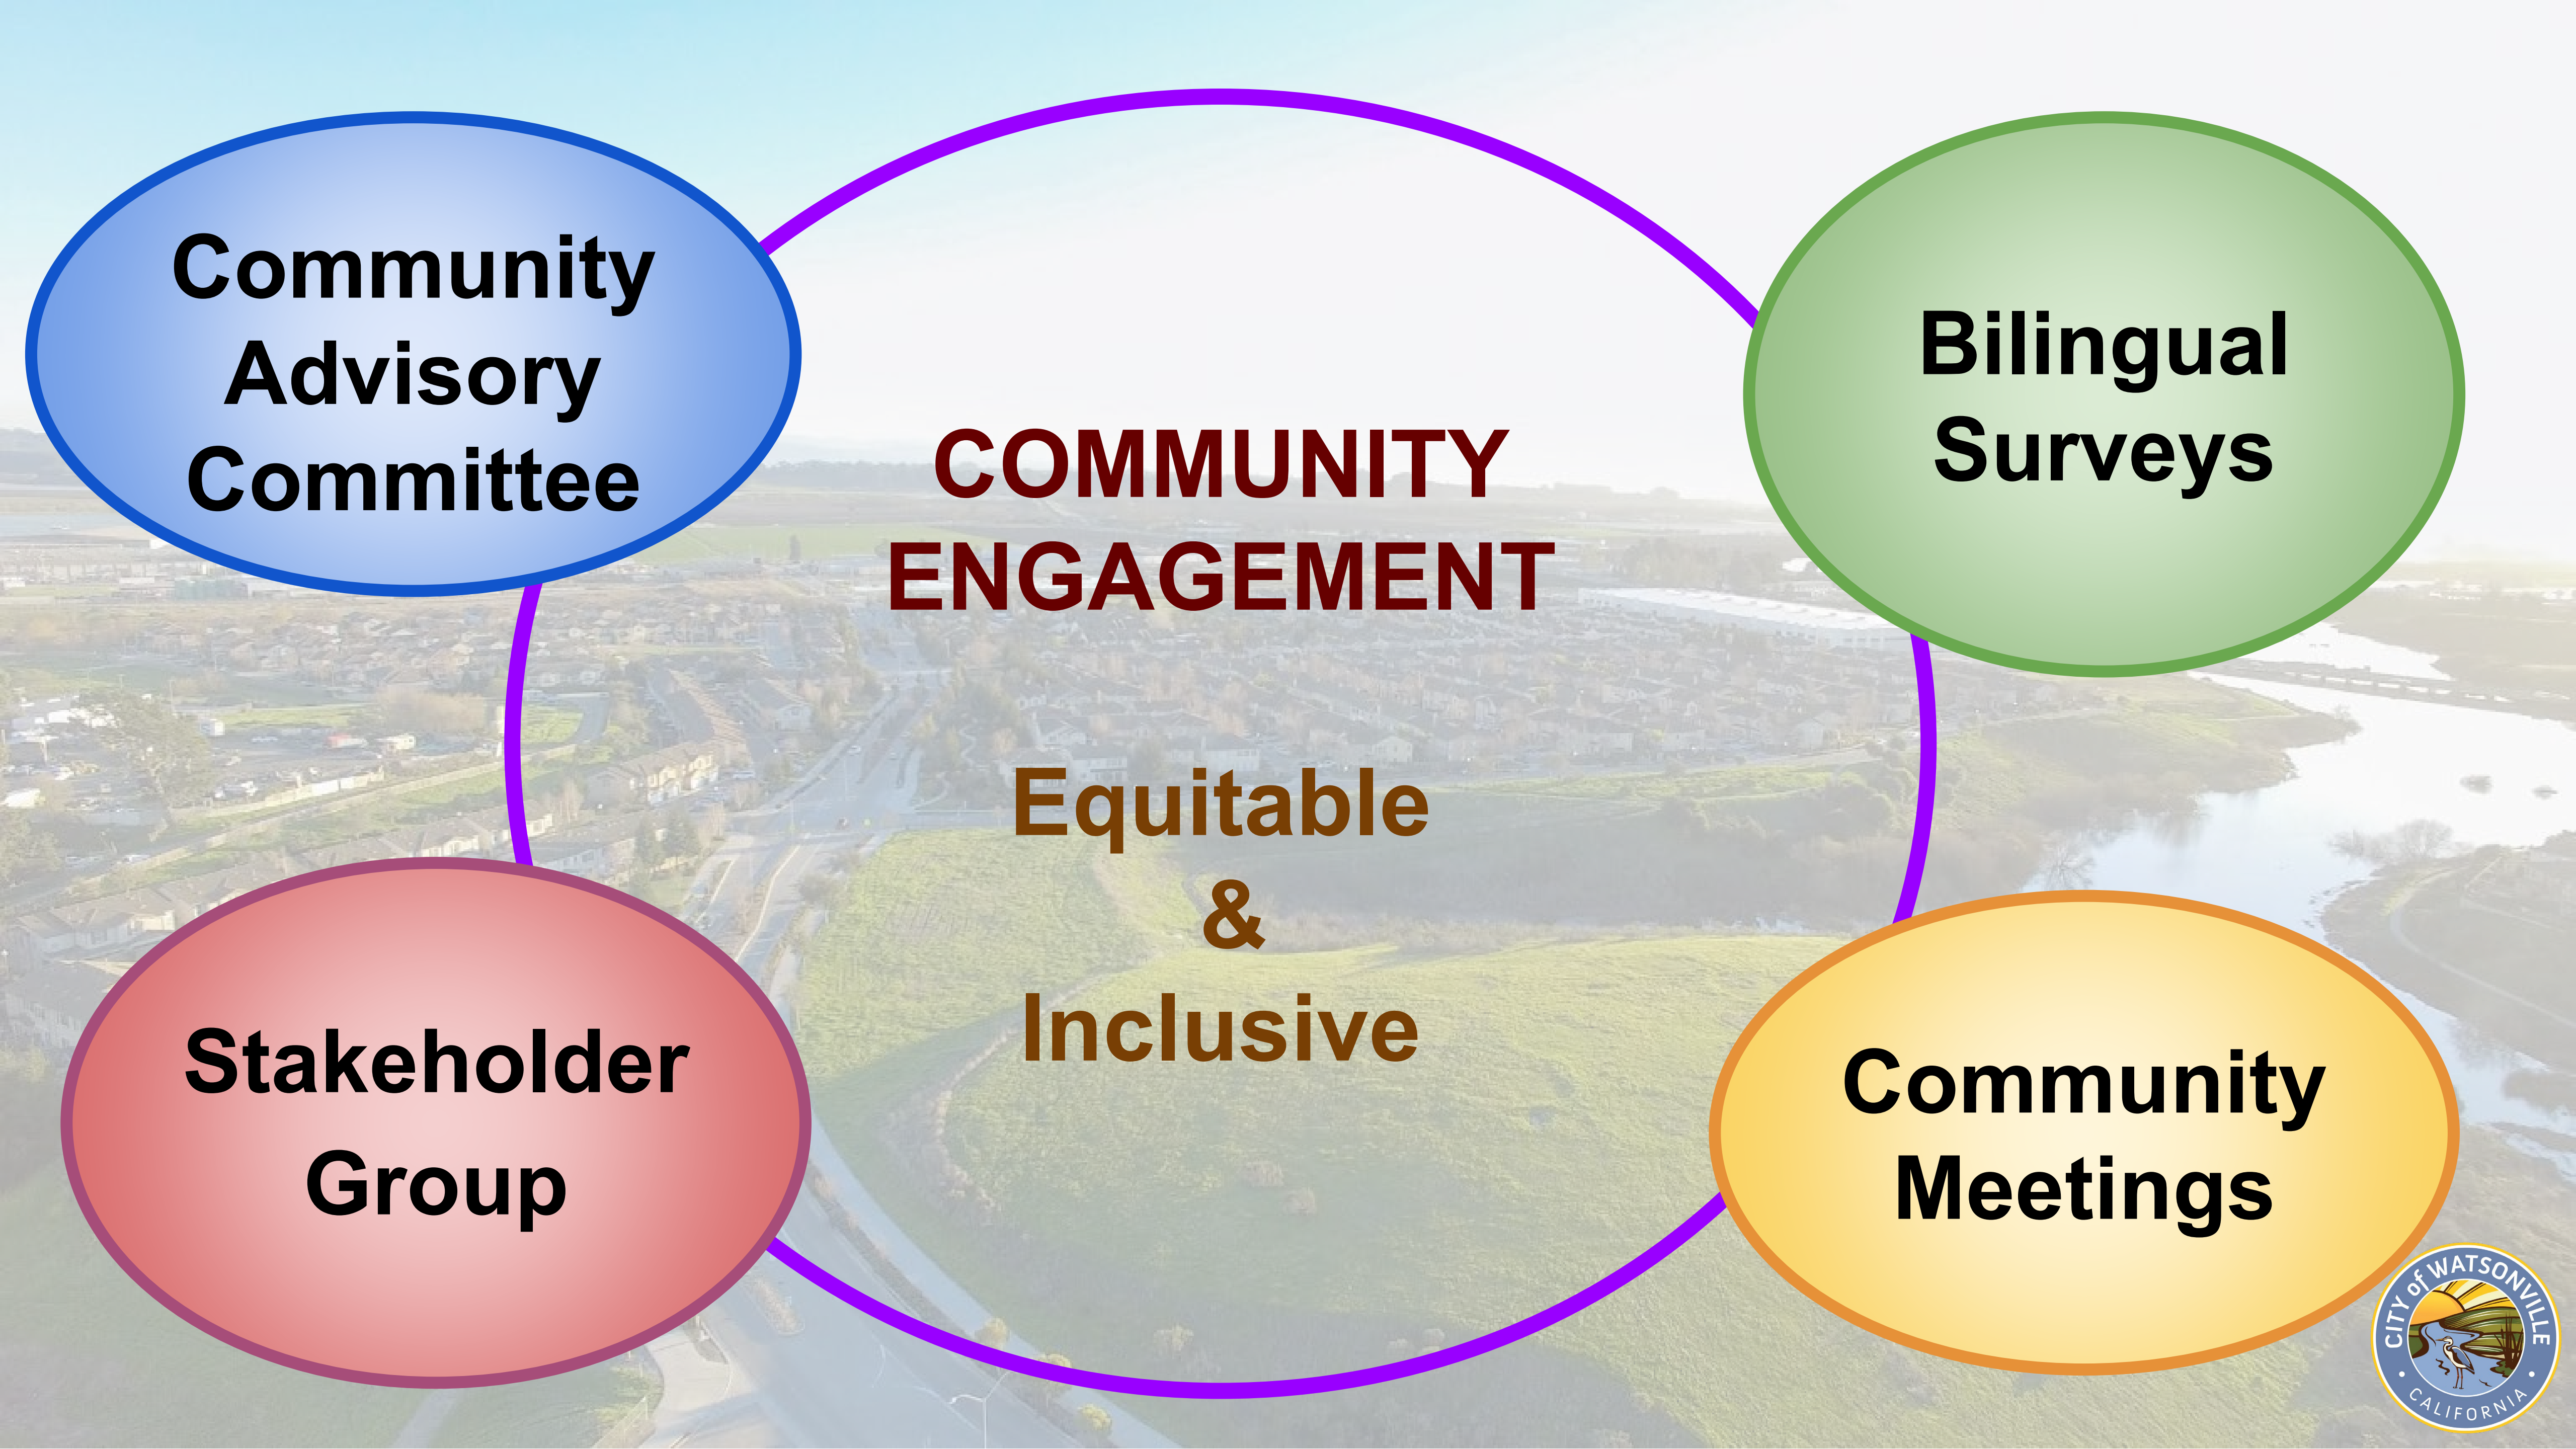 Community
Advisory
Committee
Bilingual
Surveys
COMMUNITY
ENGAGEMENT
Equitable
&
Inclusive
Stakeholder
Group
Community
Meetings
CITY of WATSONVILLE
CALIFORNIA